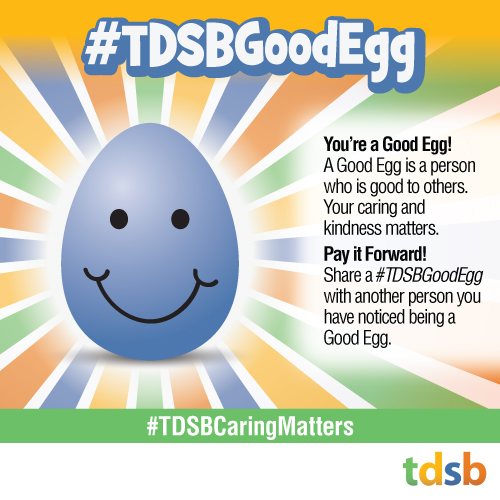 #TDSBGoodEgg
You're a Good Egg!
A Good Egg is a person
who is good to others.
Your caring and
kindness matters.
Pay it Forward!
Share a #TDSBGoodEgg
with another person you
have noticed being a
Good Egg.
#TDSBCaringMatters
tdsb